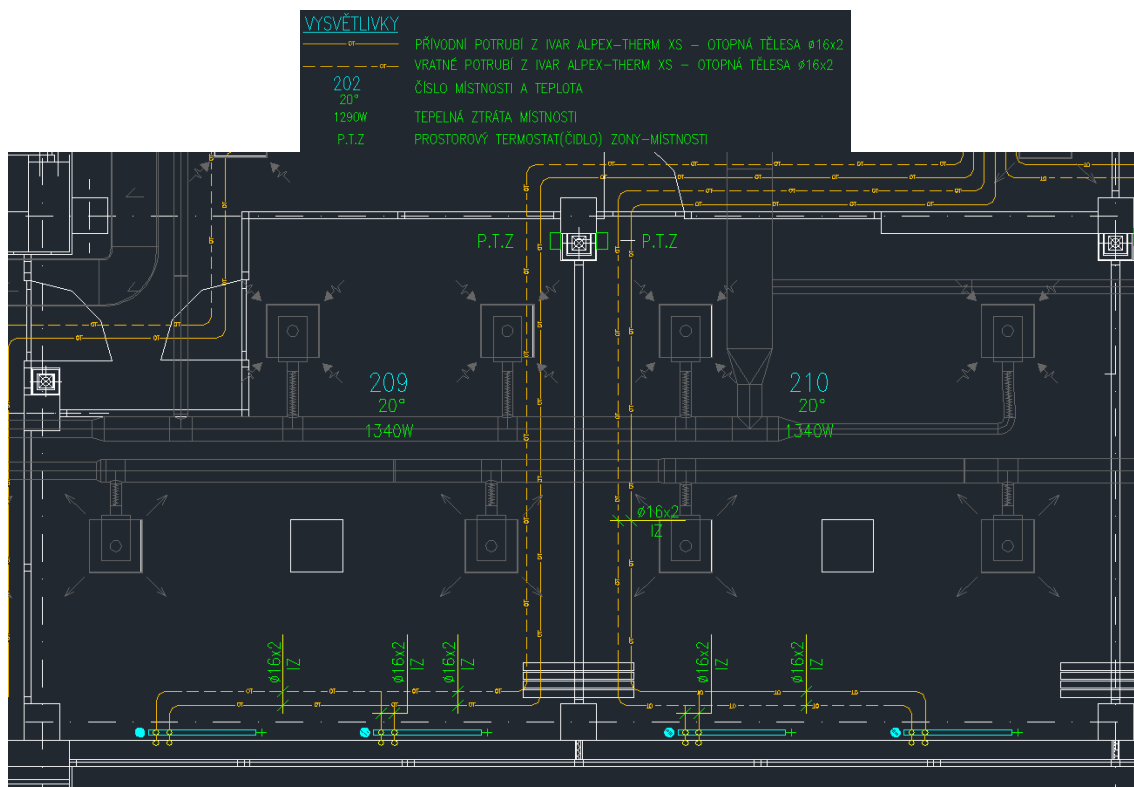 VYSVĚTLIVKY
OT PŘÍVODNÍ POTRUBÍ Z IVAR ALPEX-THERM XS – OTOPNÁ TĚLESA ø16x2
OT VRATNÉ POTRUBÍ Z IVAR ALPEX-THERM XS – OTOPNÁ TĚLESA ø16x2
202 ČÍSLO MÍSTNOSTI A TEPLOTA
20°
1290W TEPELNÁ ZTRÁTA MÍSTNOSTI
P.T.Z PROSTOROVÝ TERMOSTAT(ČIDLO) ZONY-MÍSTNOSTI
P.T.Z
P.T.Z
209
20°
1340W
210
20°
1340W
ø16x2
IZ
ø16x2
IZ
ø16x2
IZ
ø16x2
IZ
ø16x2
IZ
ø16x2
IZ